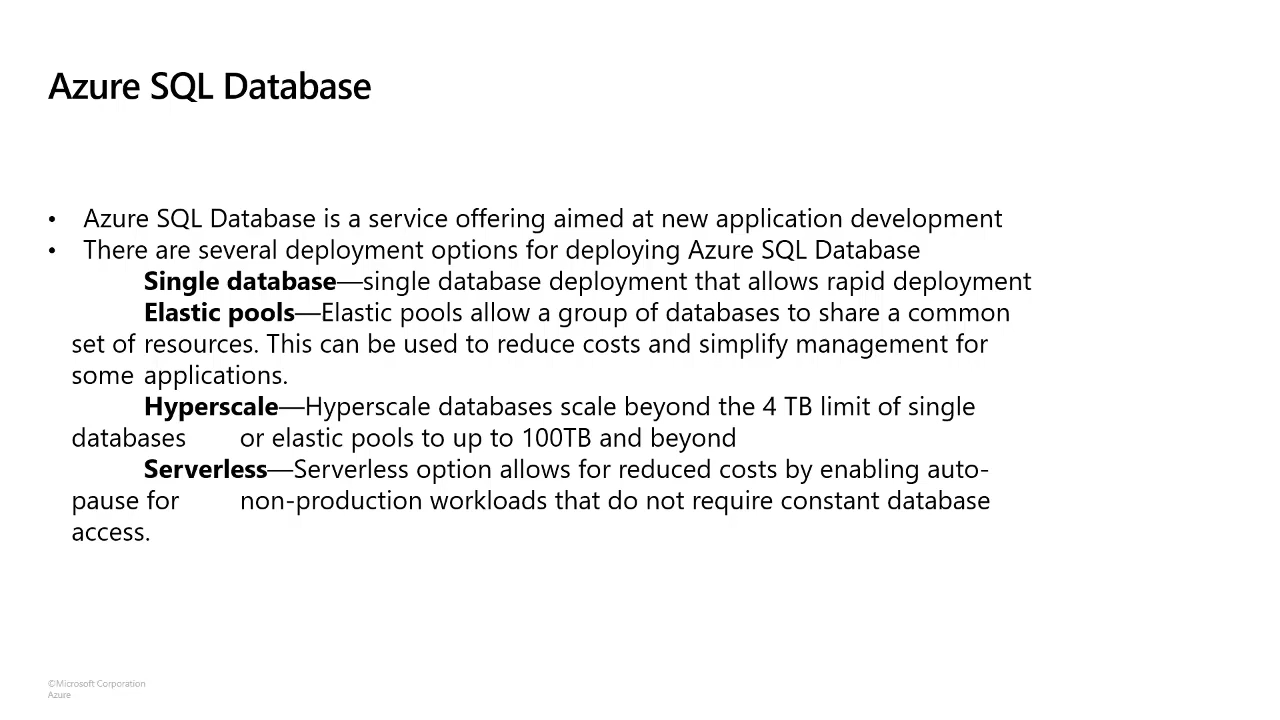 Azure SQL Database
• Azure SQL Database is a service offering aimed at new application development
• There are several deployment options for deploying Azure SQL Database
Single database—single database deployment that allows rapid deployment
Elastic pools—Elastic pools allow a group of databases to share a common
set of resources. This can be used to reduce costs and simplify management for
some applications.
Hyperscale—Hyperscale databases scale beyond the 4 TB limit of single
databases or elastic pools to up to 100TB and beyond
Serverless—Serverless option allows for reduced costs by enabling auto-
pause for non-production workloads that do not require constant database
access.
©Microsoft Corporation
Azure